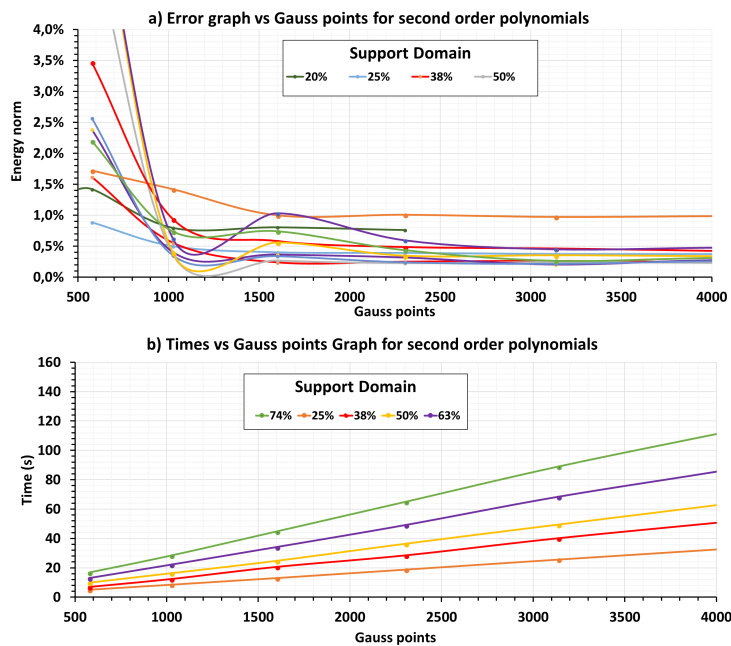 a) Error graph vs Gauss points for second order polynomials
4,0%
3,5%
3,0%
2,5%
2,0%
1,5%
1,0%
0,5%
0,0%
Energy norm
Support Domain
20% 25% 38% 50%
500 1000 1500 2000 2500 3000 3500 4000
Gauss points
b) Times vs Gauss points Graph for second order polynomials
160
140
120
100
80
60
40
20
0
Time (s)
Support Domain
74% 25% 38% 50% 63%
500 1000 1500 2000 2500 3000 3500 4000
Gauss points